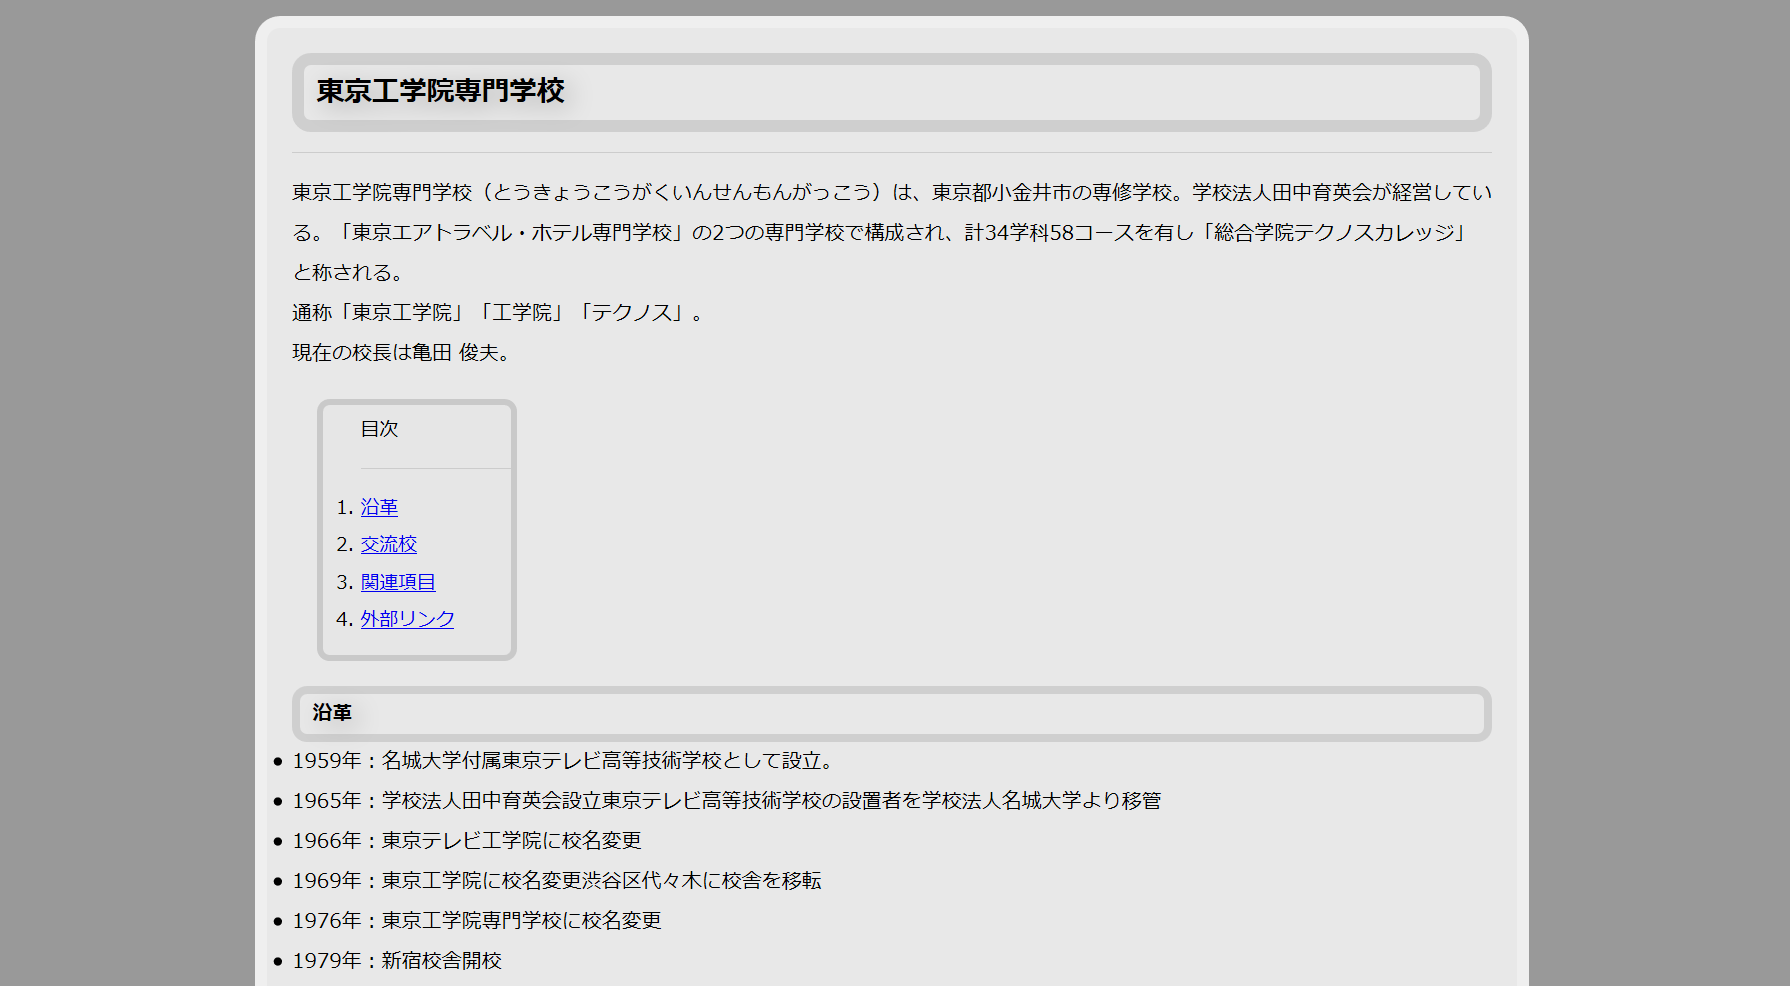 東京工学院専門学校
東京工学院専門学校（とうきょうこうがくいんせんもんがっこう）は、東京都小金井市の専修学校。学校法人田中育英会が経営してい
る。「東京エアトラベル・ホテル専門学校」の2つの専門学校で構成され、計34学科58コースを有し「総合学院テクノスカレッジ」
と称される。
通称「東京工学院」「工学院」「テクノス」。
現在の校長は亀田 俊夫。
目次
1. 沿革
2. 交流校
3. 関連項目
4. 外部リンク
沿革
● 1959年：名城大学付属東京テレビ高等技術学校として設立。
● 1965年：学校法人田中育英会設立東京テレビ高等技術学校の設置者を学校法人名城大学より移管
● 1966年：東京テレビ工学院に校名変更
● 1969年：東京工学院に校名変更渋谷区代々木に校舎を移転
● 1976年：東京工学院専門学校に校名変更
● 1979年：新宿校舎開校